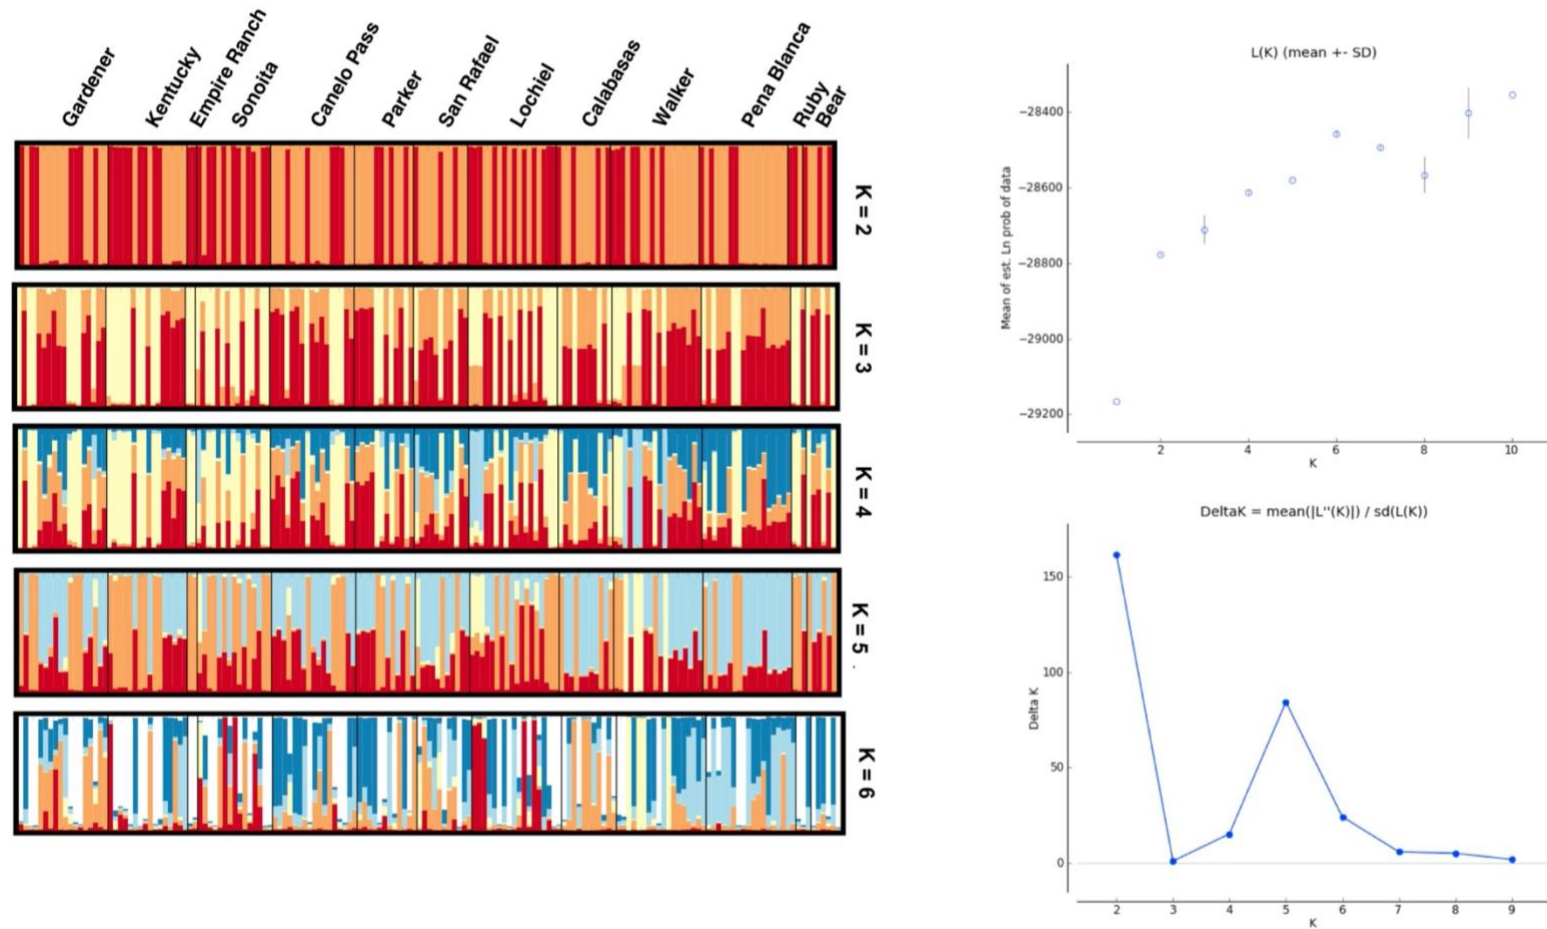 Gardener
Kentucky
Empire Ranch
Sonoita
Canelo Pass
Parker
San Rafael
Lochiel
Calabasas
Walker
Pena Blanca
Ruby
Bear
K = 2
K = 3
K = 4
K = 5
K = 6
L(K) (mean +- SD)
Mean of est. Ln prob of data
−28400
−28600
−28800
−29000
−29200
2 4 6 8 10
K
DeltaK = mean(|L''(K)|) / sd(L(K))
Delta K
150
100
50
0
2 3 4 5 6 7 8 9
K